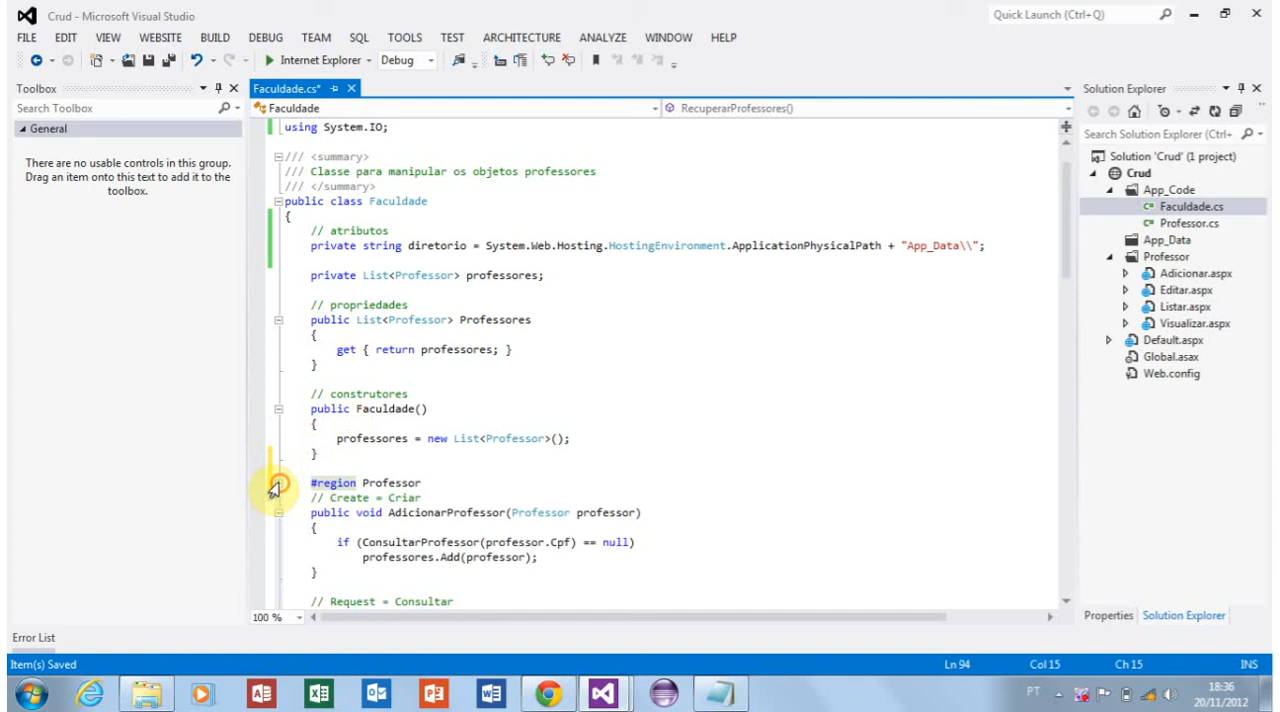 Crud - Microsoft Visual Studio
Quick Launch (Ctrl+Q)
FILE EDIT VIEW WEBSITE BUILD DEBUG TEAM SQL TOOLS TEST ARCHITECTURE ANALYZE WINDOW HELP
Internet Explorer Debug
Toolbox
Search Toolbox
General
There are no usable controls in this group.
Drag an item onto this text to add it to the
toolbox.
Faculdade.cs*
Faculdade RecuperarProfessores()
using System.IO;
/// <summary>
/// Classe para manipular os objetos professores
/// </summary>
public class Faculdade
{
// atributos
private string diretorio = System.Web.Hosting.HostingEnvironment.ApplicationPhysicalPath + "App_Data\\";
private List<Professor> professores;
// propriedades
public List<Professor> Professores
{
get { return professores; }
}
// construtores
public Faculdade()
{
professores = new List<Professor>();
}
#region Professor
// Create = Criar
public void AdicionarProfessor(Professor professor)
{
if (ConsultarProfessor(professor.Cpf) == null)
professores.Add(professor);
}
// Request = Consultar
100 %
Solution Explorer
Search Solution Explorer (Ctrl+
Solution 'Crud' (1 project)
Crud
App_Code
Faculdade.cs
Professor.cs
App_Data
Professor
Adicionar.aspx
Editar.aspx
Listar.aspx
Visualizar.aspx
Default.aspx
Global.asax
Web.config
Properties Solution Explorer
Error List
Item(s) Saved Ln 94 Col 15 Ch 15 INS
PT
18:36
20/11/2012